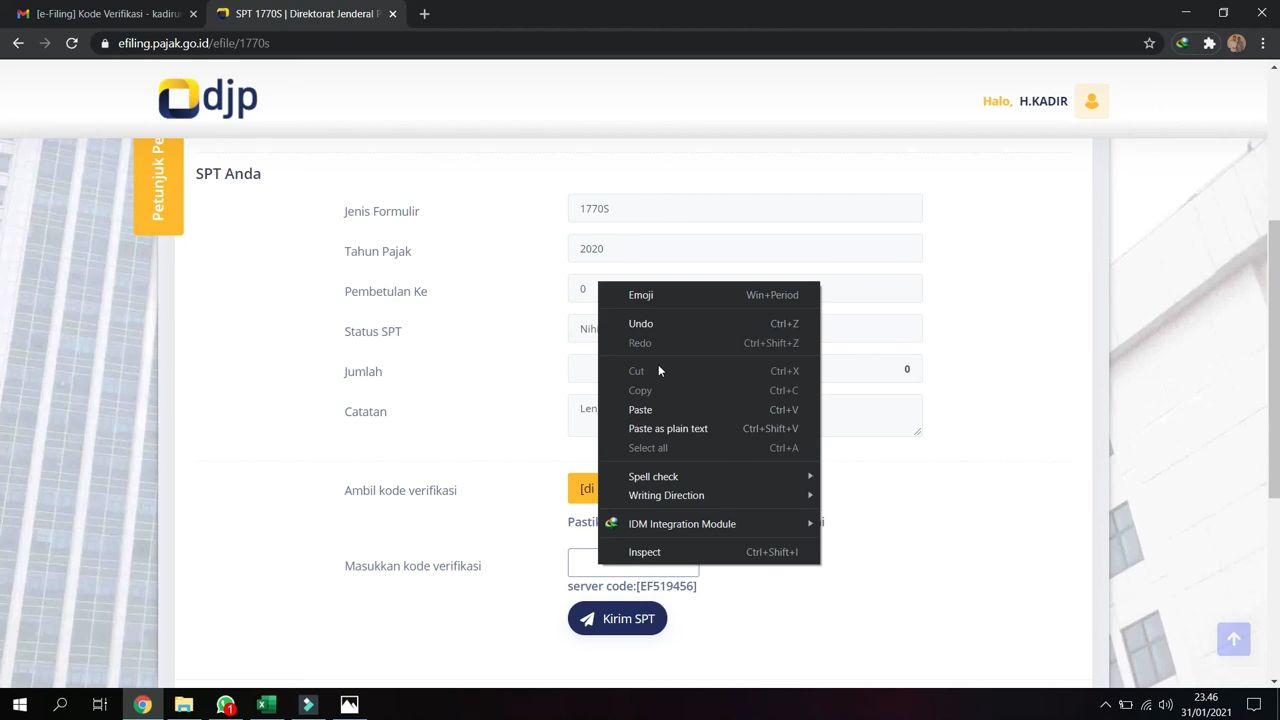 [e-Filing] Kode Verifikasi - kadiru
SPT 1770S | Direktorat Jenderal P
efiling.pajak.go.id/efile/1770s
djp
Halo, H.KADIR
Petunjuk Pe
SPT Anda
Jenis Formulir 1770S
Tahun Pajak 2020
Pembetulan Ke 0
Status SPT Nihi
Jumlah 0
Catatan Len
Emoji Win+Period
Undo Ctrl+Z
Redo Ctrl+Shift+Z
Cut Ctrl+X
Copy Ctrl+C
Paste Ctrl+V
Paste as plain text Ctrl+Shift+V
Select all Ctrl+A
Spell check
Writing Direction
IDM Integration Module
Inspect Ctrl+Shift+I
Ambil kode verifikasi [di
Pastik i
Masukkan kode verifikasi
server code:[EF519456]
Kirim SPT
1
23.46
31/01/2021